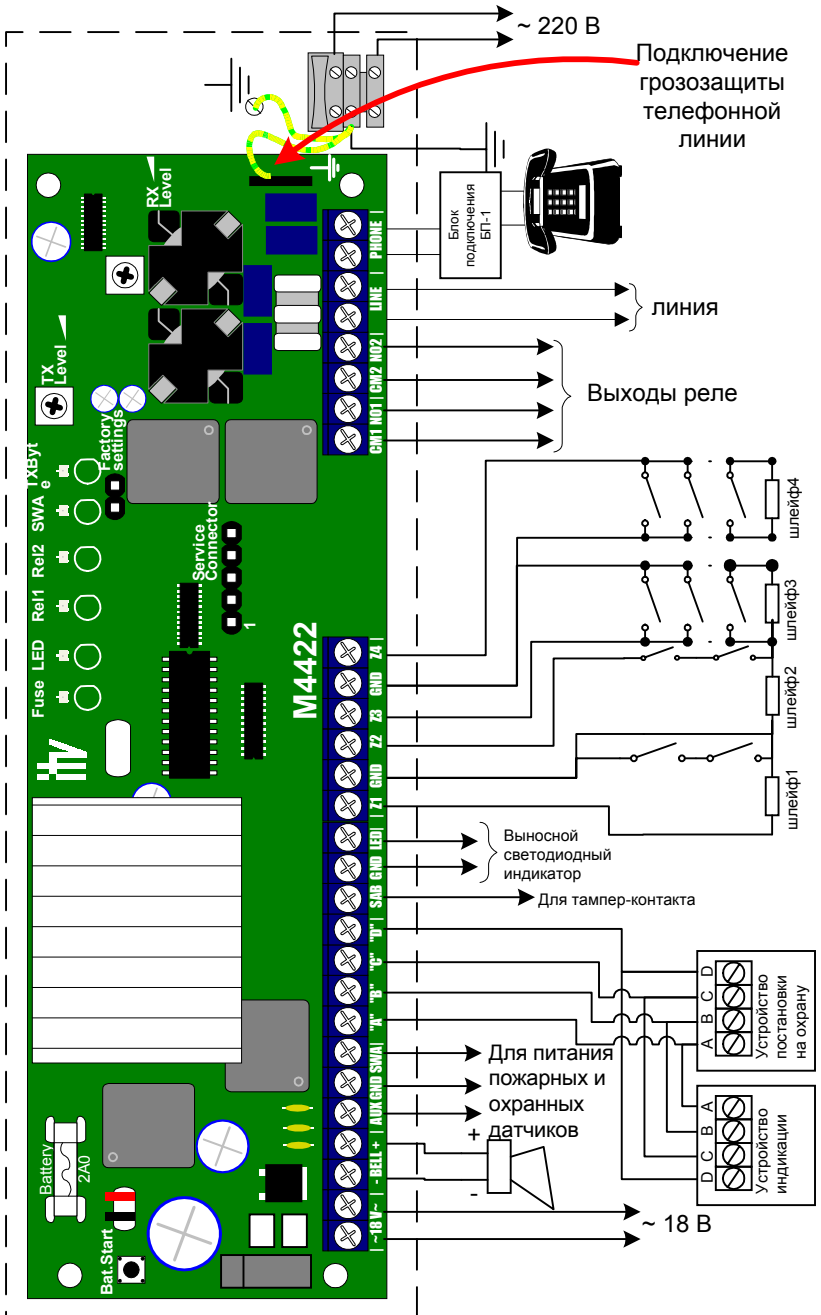 ~ 220 В
Подключение
грозозащиты
телефонной
линии
RX
Level
TX
Level
Блок
подключения
БП-1
PHONE |
LINE |
CM2 NO2 |
CM1 NO1 |
линия
Выходы реле
Factory
settings
TXByt
e
SWA
Rel2
Rel1
LED
Fuse
Service
Connector
1
M4422
itv
Z4 |
GND
Z3
Z2
GND
| Z1
LED |
GND
SAB
"D" |
"C"
"B"
"A"
SWA |
GND
AUX
- BELL +
| ~18 V~ |
шлейф4
шлейф3
шлейф2
шлейф1
Выносной
светодиодный
индикатор
Для тампер-контакта
D
C
B
A
Устройство
постановки
на охрану
A
B
C
D
Устройство
индикации
Для питания
пожарных и
охранных
датчиков
+
-
~ 18 В
Battery
2A0
Bat.Start